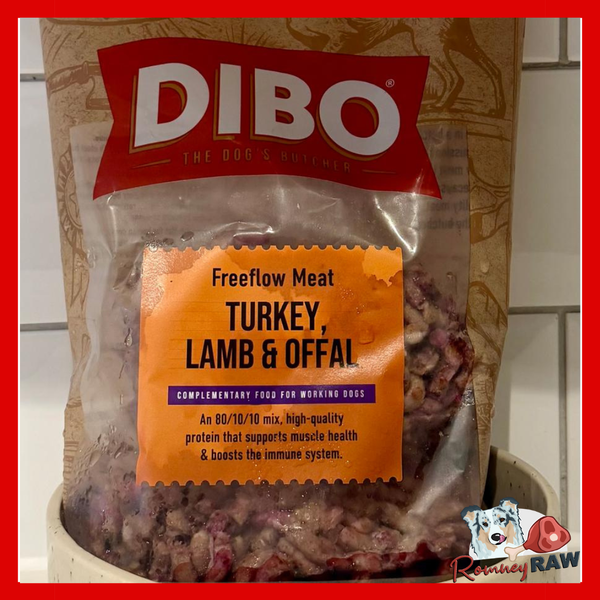 DIBO®
THE DOG'S BUTCHER
Freeflow Meat
TURKEY,
LAMB & OFFAL
COMPLEMENTARY FOOD FOR WORKING DOGS
An 80/10/10 mix, high-quality
protein that supports muscle health
& boosts the immune system.
Romney RAW